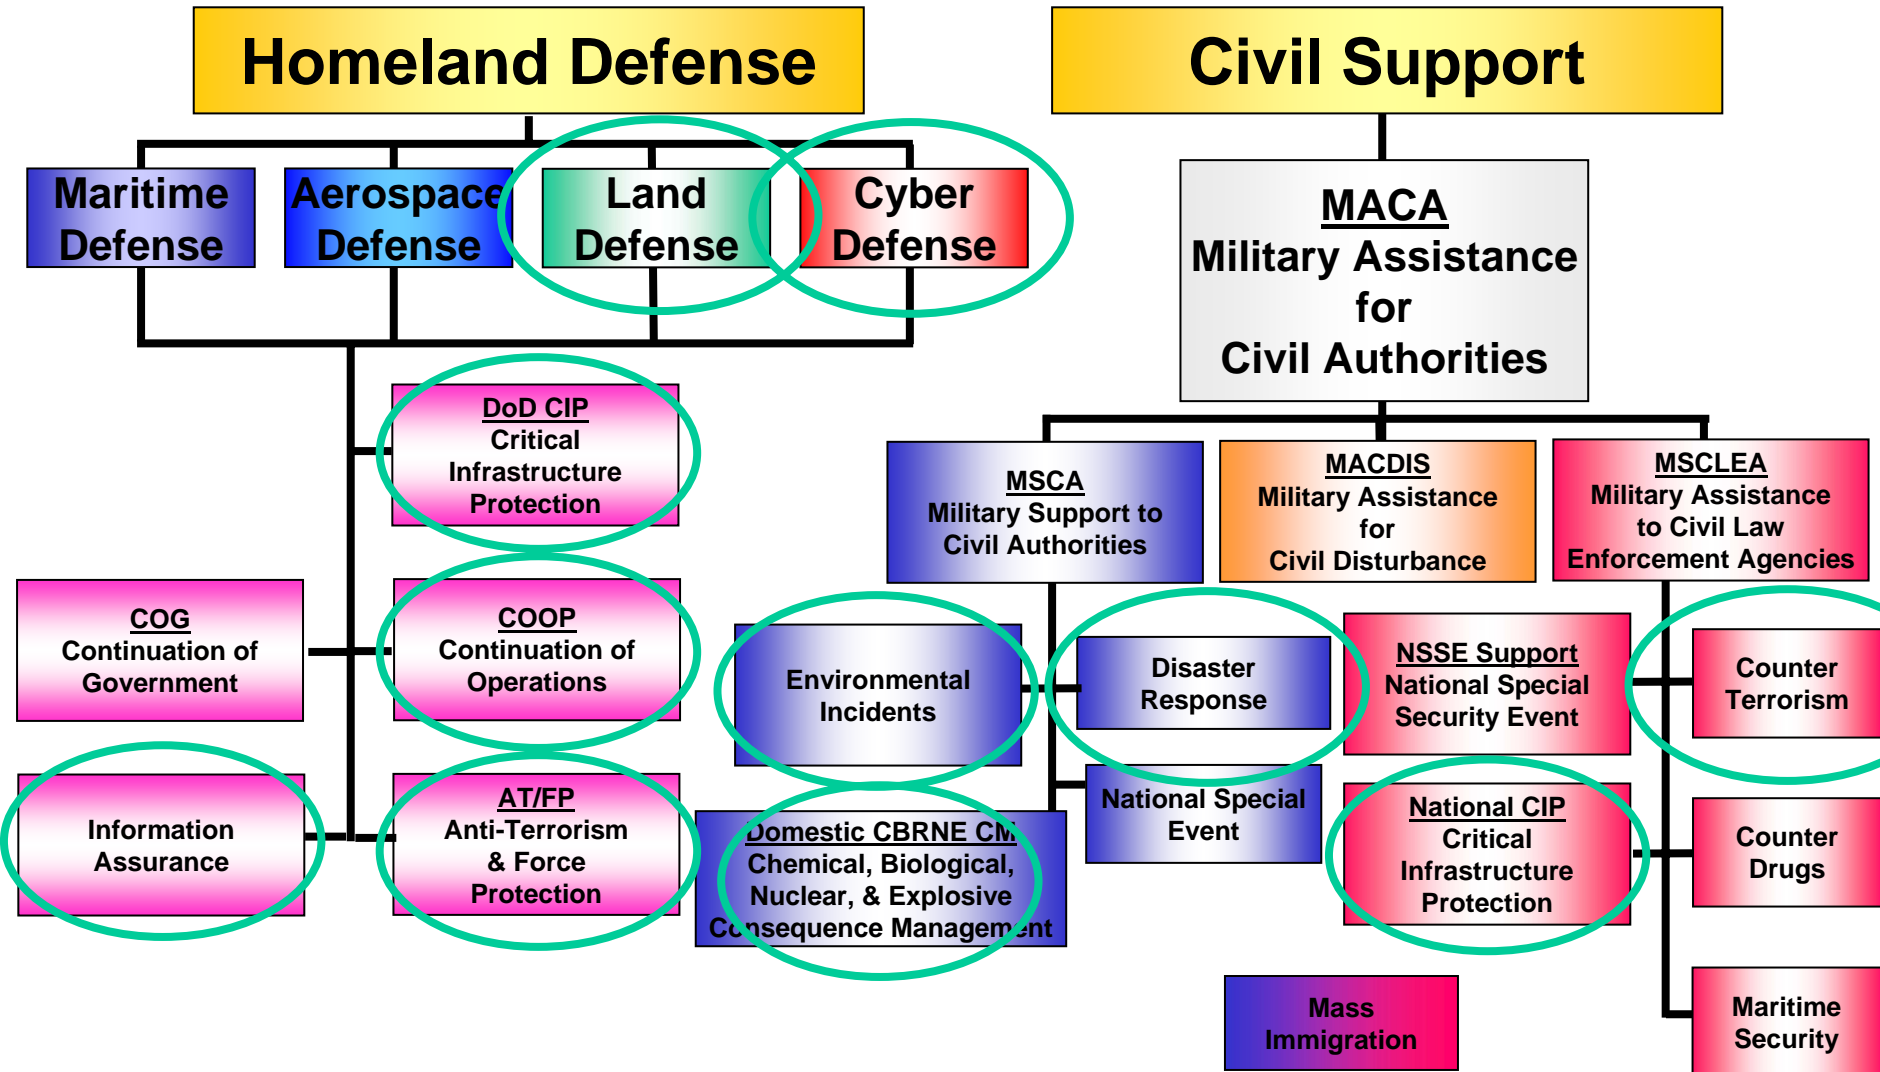 Homeland Defense
Civil Support
Maritime
Defense
Aerospace
Defense
Land
Defense
Cyber
Defense
MACA
Military Assistance
for
Civil Authorities
DoD CIP
Critical
Infrastructure
Protection
COG
Continuation of
Government
COOP
Continuation of
Operations
Information
Assurance
AT/FP
Anti-Terrorism
& Force
Protection
MSCA
Military Support to
Civil Authorities
MACDIS
Military Assistance
for
Civil Disturbance
MSCLEA
Military Assistance
to Civil Law
Enforcement Agencies
Environmental
Incidents
Disaster
Response
Domestic CBRNE CM
Chemical, Biological,
Nuclear, & Explosive
Consequence Management
National Special
Event
NSSE Support
National Special
Security Event
Counter
Terrorism
National CIP
Critical
Infrastructure
Protection
Counter
Drugs
Mass
Immigration
Maritime
Security